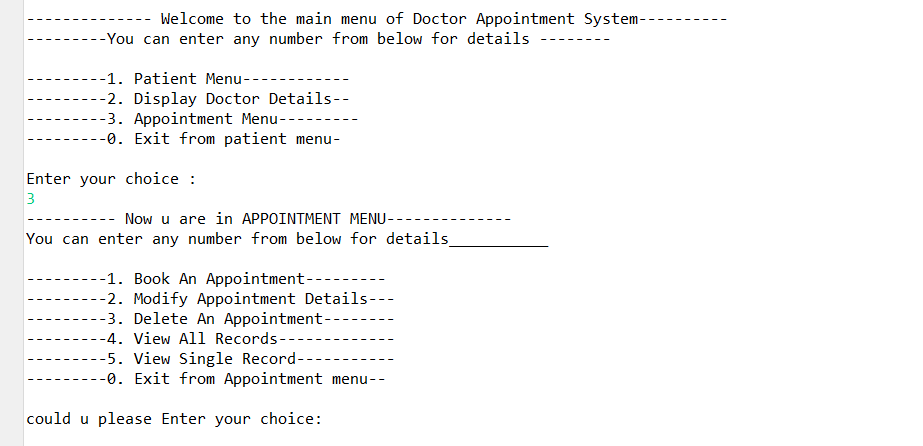 -------------- Welcome to the main menu of Doctor Appointment System----------
---------You can enter any number from below for details --------
---------1. Patient Menu------------
---------2. Display Doctor Details--
---------3. Appointment Menu---------
---------0. Exit from patient menu-
Enter your choice :
3
---------- Now u are in APPOINTMENT MENU--------------
You can enter any number from below for details___________
---------1. Book An Appointment---------
---------2. Modify Appointment Details---
---------3. Delete An Appointment--------
---------4. View All Records-------------
---------5. View Single Record-----------
---------0. Exit from Appointment menu--
could u please Enter your choice: